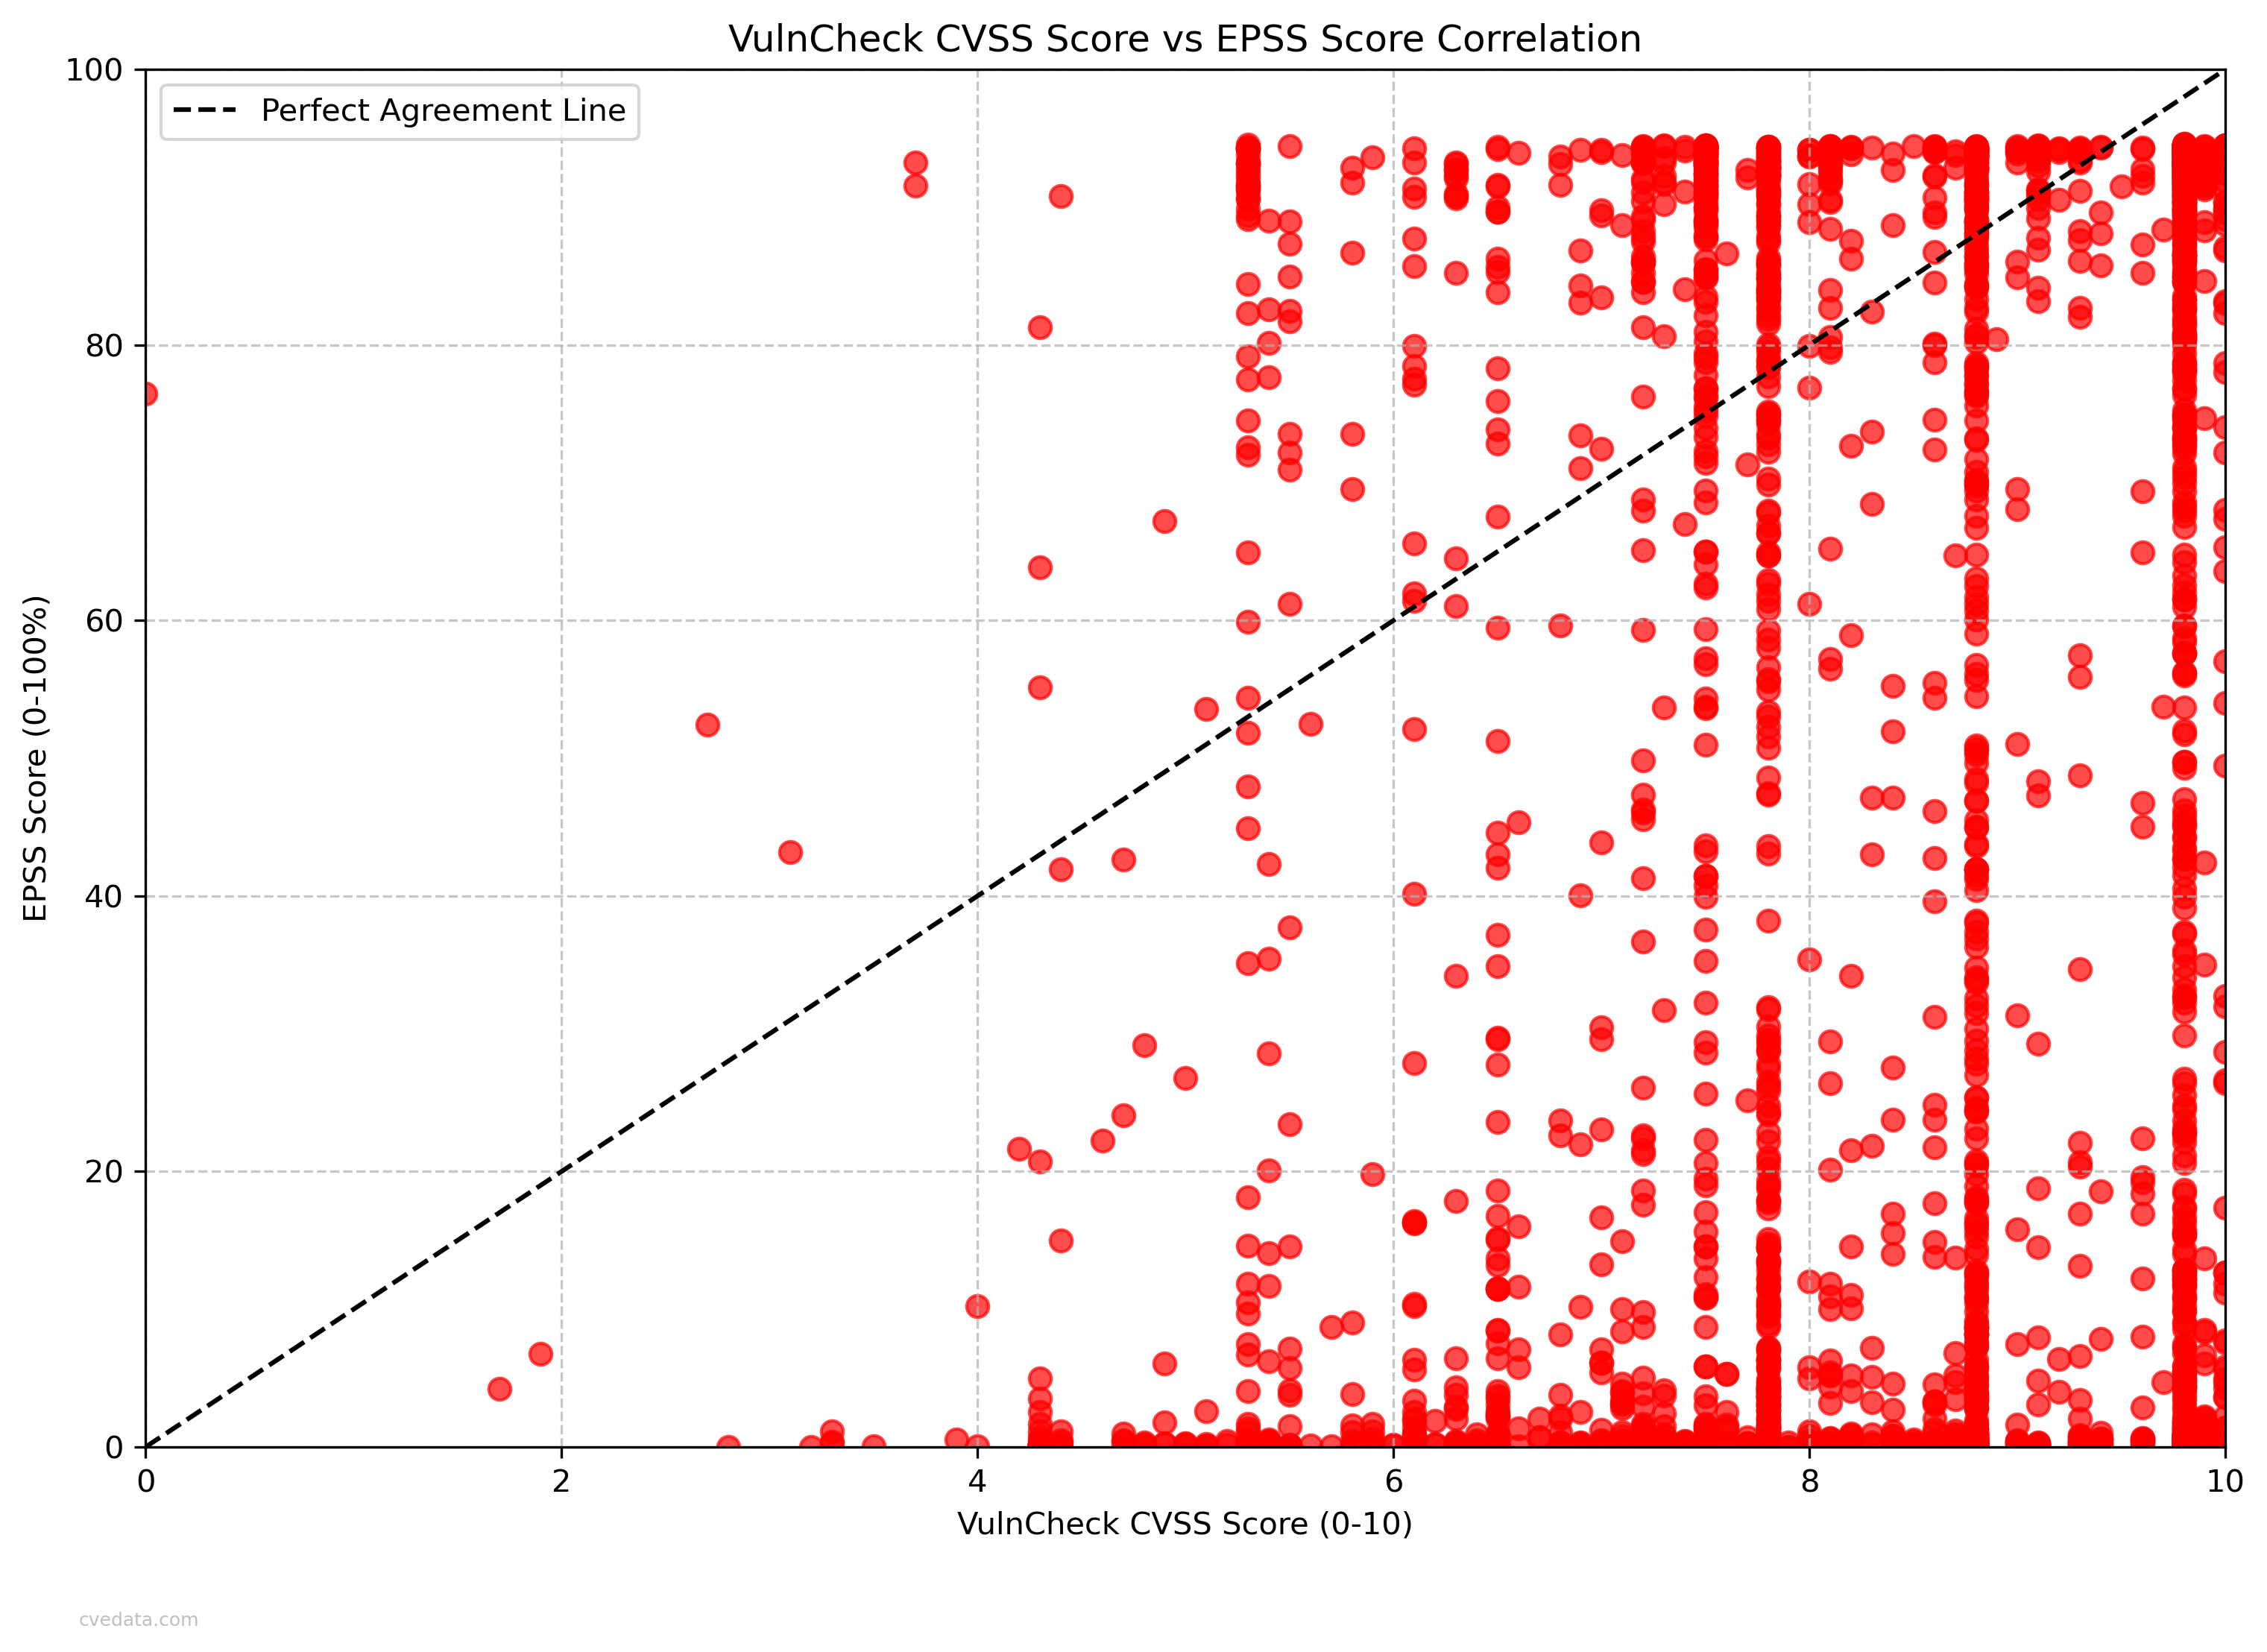 VulnCheck CVSS Score vs EPSS Score Correlation
Perfect Agreement Line
EPSS Score (0-100%)
100
80
60
40
20
0
0 2 4 6 8 10
VulnCheck CVSS Score (0-10)
cvedata.com